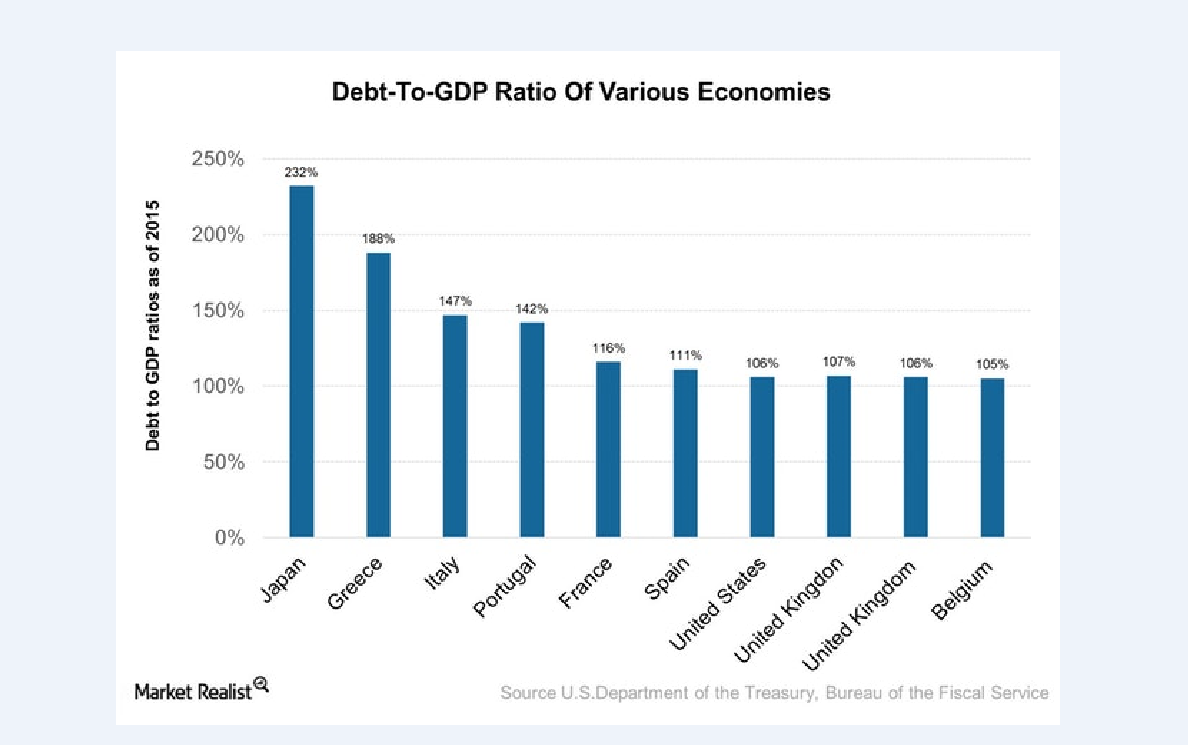 Debt-To-GDP Ratio Of Various Economies
Debt to GDP ratios as of 2015
250%
200%
150%
100%
50%
0%
232%
188%
147%
142%
116%
111%
106%
107%
106%
105%
Japan
Greece
Italy
Portugal
France
Spain
United States
United Kingdon
United Kingdom
Belgium
Market Realist
Source U.S.Department of the Treasury, Bureau of the Fiscal Service